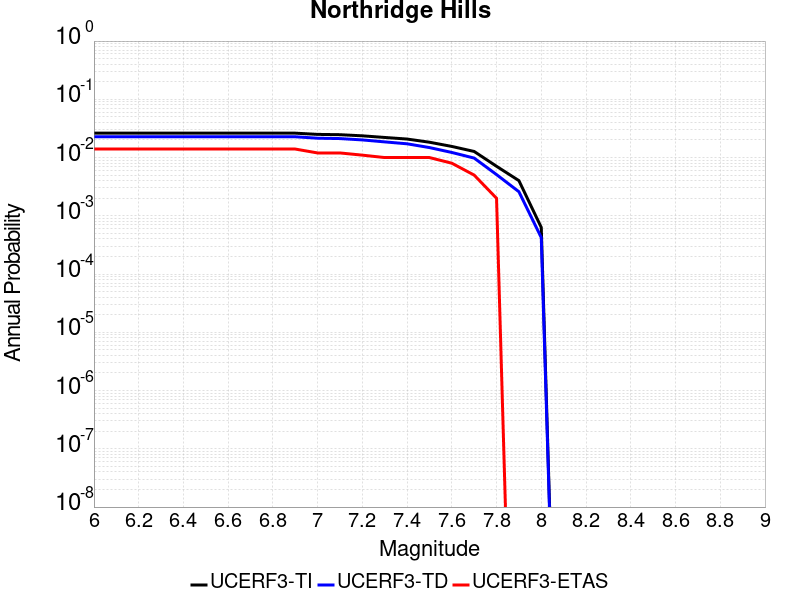 Northridge Hills
10^0
10^-1
10^-2
10^-3
10^-4
10^-5
10^-6
10^-7
10^-8
Annual Probability
6 6.2 6.4 6.6 6.8 7 7.2 7.4 7.6 7.8 8 8.2 8.4 8.6 8.8 9
Magnitude
UCERF3-TI UCERF3-TD UCERF3-ETAS